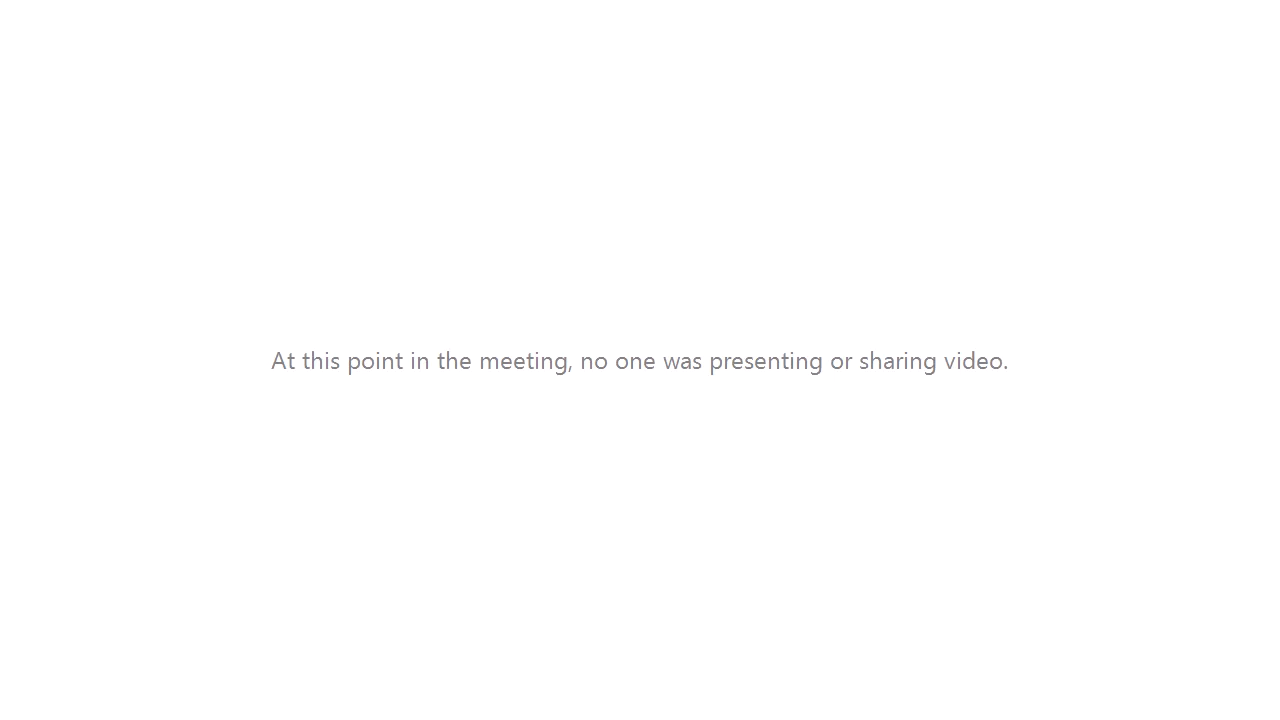 At this point in the meeting, no one was presenting or sharing video.